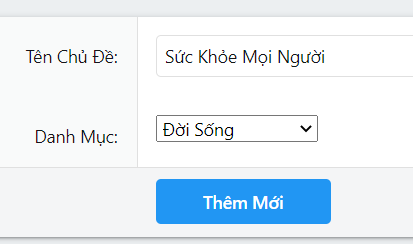 Tên Chủ Đề:
Sức Khỏe Mọi Người
Danh Mục:
Đời Sống
Thêm Mới